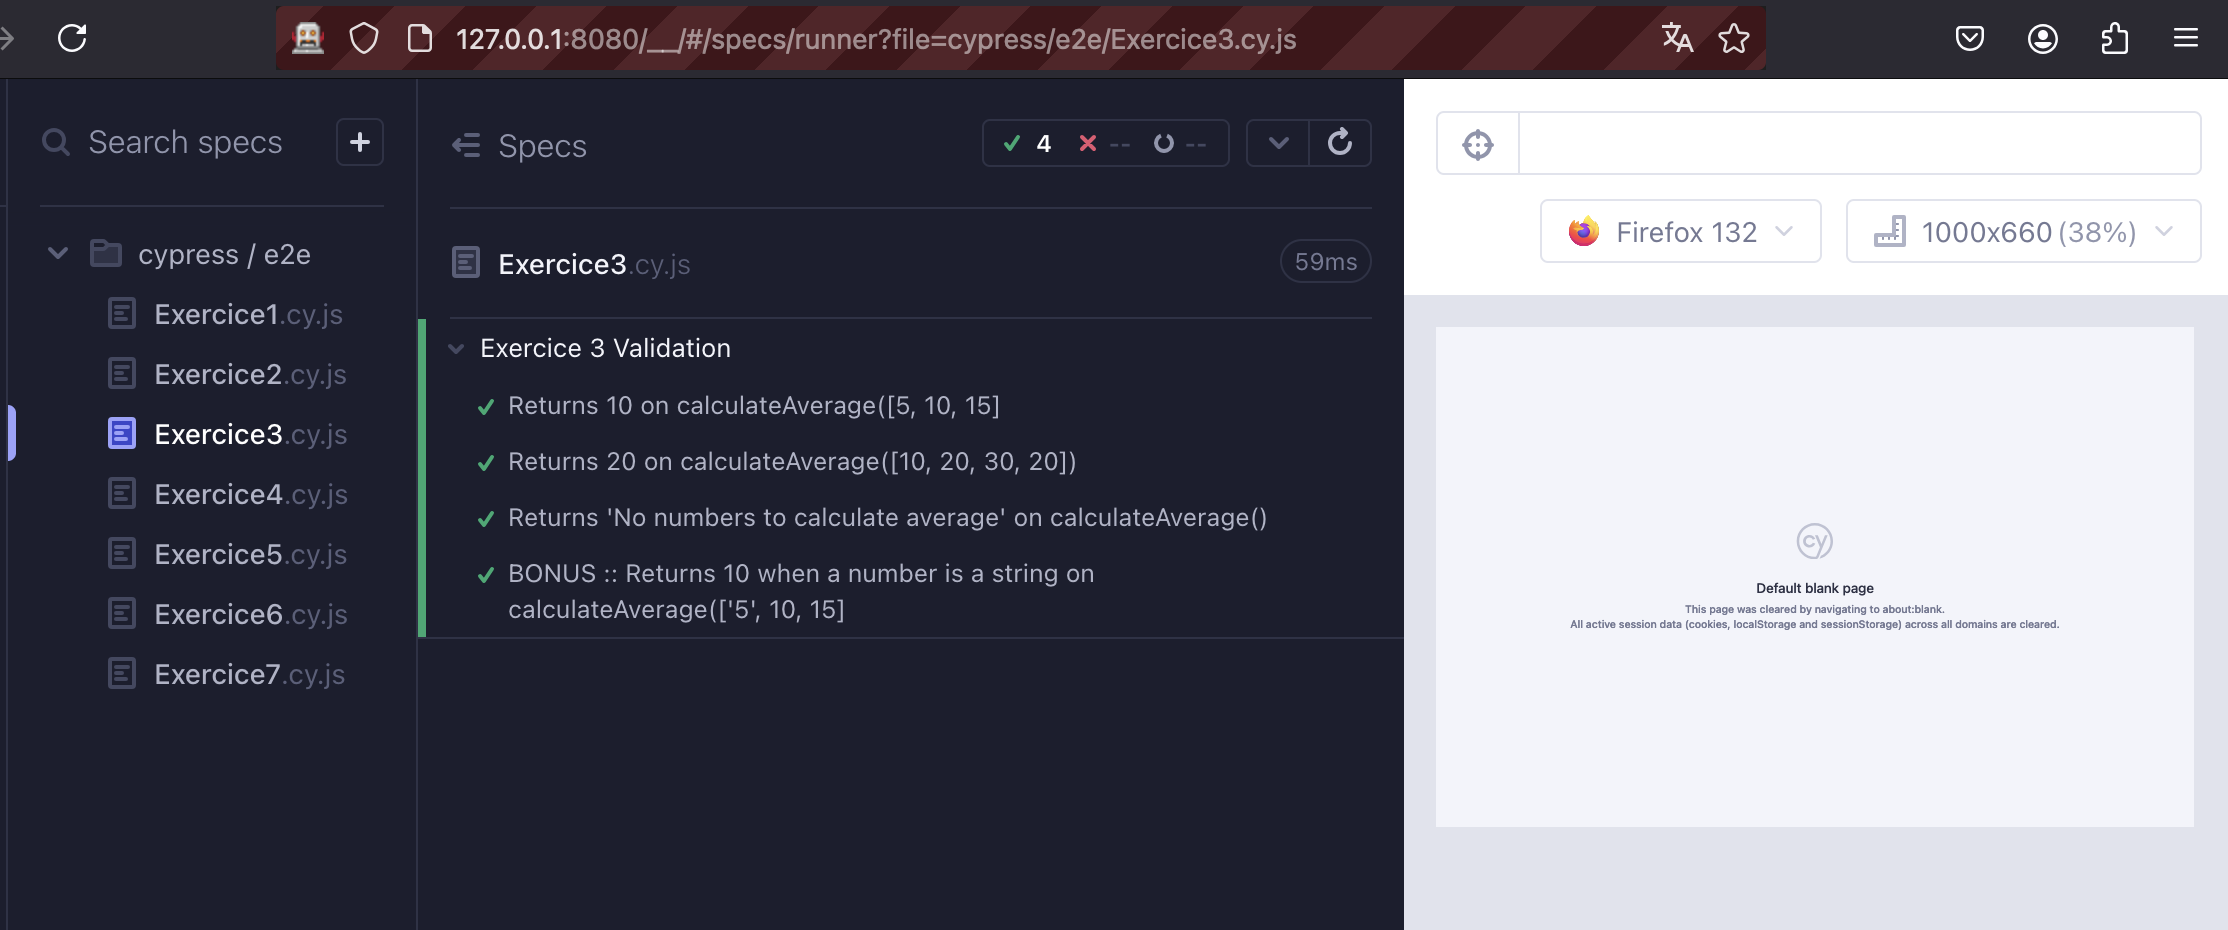 127.0.0.1:8080/__/#/specs/runner?file=cypress/e2e/Exercice3.cy.js
Search specs
+
cypress / e2e
Exercice1.cy.js
Exercice2.cy.js
Exercice3.cy.js
Exercice4.cy.js
Exercice5.cy.js
Exercice6.cy.js
Exercice7.cy.js
Specs
4 -- --
Exercice3.cy.js 59ms
Exercice 3 Validation
Returns 10 on calculateAverage([5, 10, 15]
Returns 20 on calculateAverage([10, 20, 30, 20])
Returns 'No numbers to calculate average' on calculateAverage()
BONUS :: Returns 10 when a number is a string on
calculateAverage(['5', 10, 15]
Firefox 132
1000x660 (38%)
cy
Default blank page
This page was cleared by navigating to about:blank.
All active session data (cookies, localStorage and sessionStorage) across all domains are cleared.